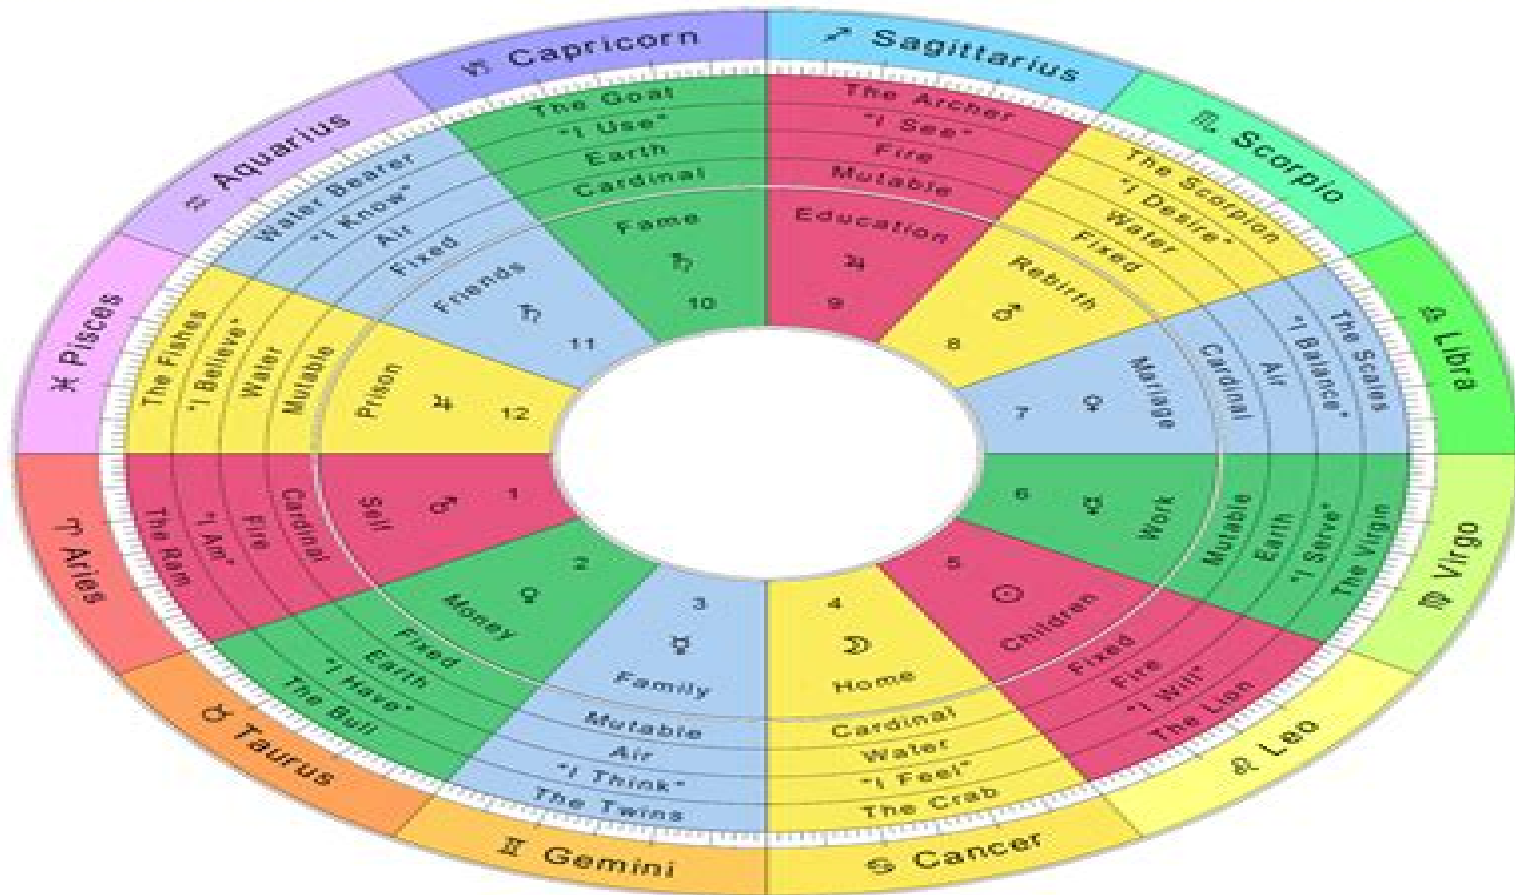 ♑ Capricorn
The Goat
"I Use"
Earth
Cardinal
Fame
♄
10
♐ Sagittarius
The Archer
"I See"
Fire
Mutable
Education
♃
9
♏ Scorpio
The Scorpion
"I Desire"
Water
Fixed
Rebirth
♂
8
♎ Libra
The Scales
"I Balance"
Air
Cardinal
Mariage
♀
7
♍ Virgo
The Virgin
"I Serve"
Earth
Mutable
Work
☿
6
♌ Leo
The Lion
"I Will"
Fire
Fixed
Children
☉
5
♋ Cancer
The Crab
"I Feel"
Water
Cardinal
Home
☽
4
♊ Gemini
The Twins
"I Think"
Air
Mutable
Family
☿
3
♉ Taurus
The Bull
"I Have"
Earth
Fixed
Money
♀
2
♈ Aries
The Ram
"I Am"
Fire
Cardinal
Self
♂
1
♓ Pisces
The Fishes
"I Believe"
Water
Mutable
Prison
♃
12
♒ Aquarius
Water Bearer
"I Know"
Air
Fixed
Friends
♄
11